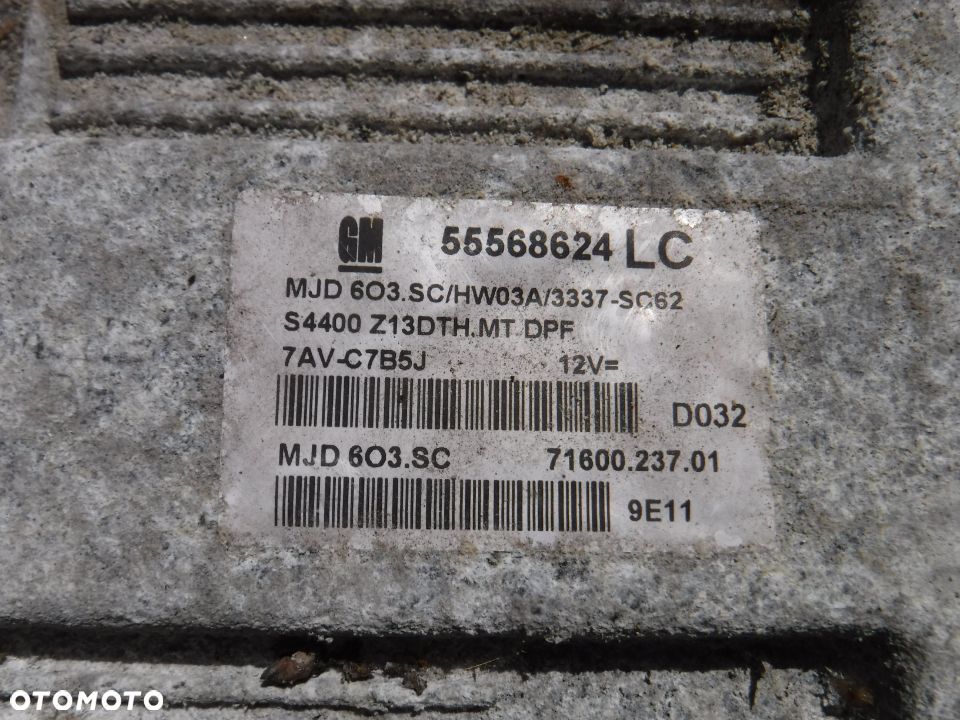 GM 55568624 LC
MJD 6O3.SC/HW03A/3337-SC62
S4400 Z13DTH.MT DPF
7AV-C7B5J 12V=
D032
MJD 6O3.SC 71600.237.01
9E11
OTOMOTO